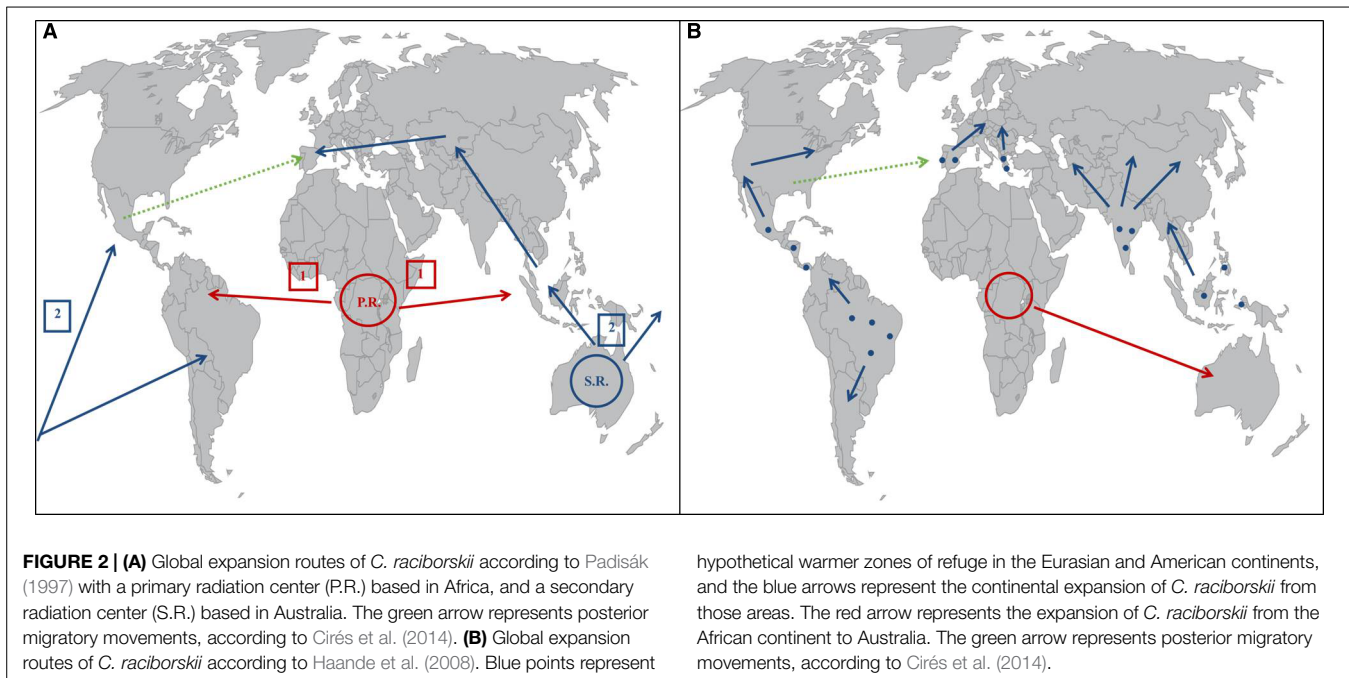 A
B
1
1
P.R.
2
2
S.R.
FIGURE 2 | (A) Global expansion routes of C. raciborskii according to Padisák
(1997) with a primary radiation center (P.R.) based in Africa, and a secondary
radiation center (S.R.) based in Australia. The green arrow represents posterior
migratory movements, according to Cirés et al. (2014). (B) Global expansion
routes of C. raciborskii according to Haande et al. (2008). Blue points represent
hypothetical warmer zones of refuge in the Eurasian and American continents,
and the blue arrows represent the continental expansion of C. raciborskii from
those areas. The red arrow represents the expansion of C. raciborskii from the
African continent to Australia. The green arrow represents posterior migratory
movements, according to Cirés et al. (2014).